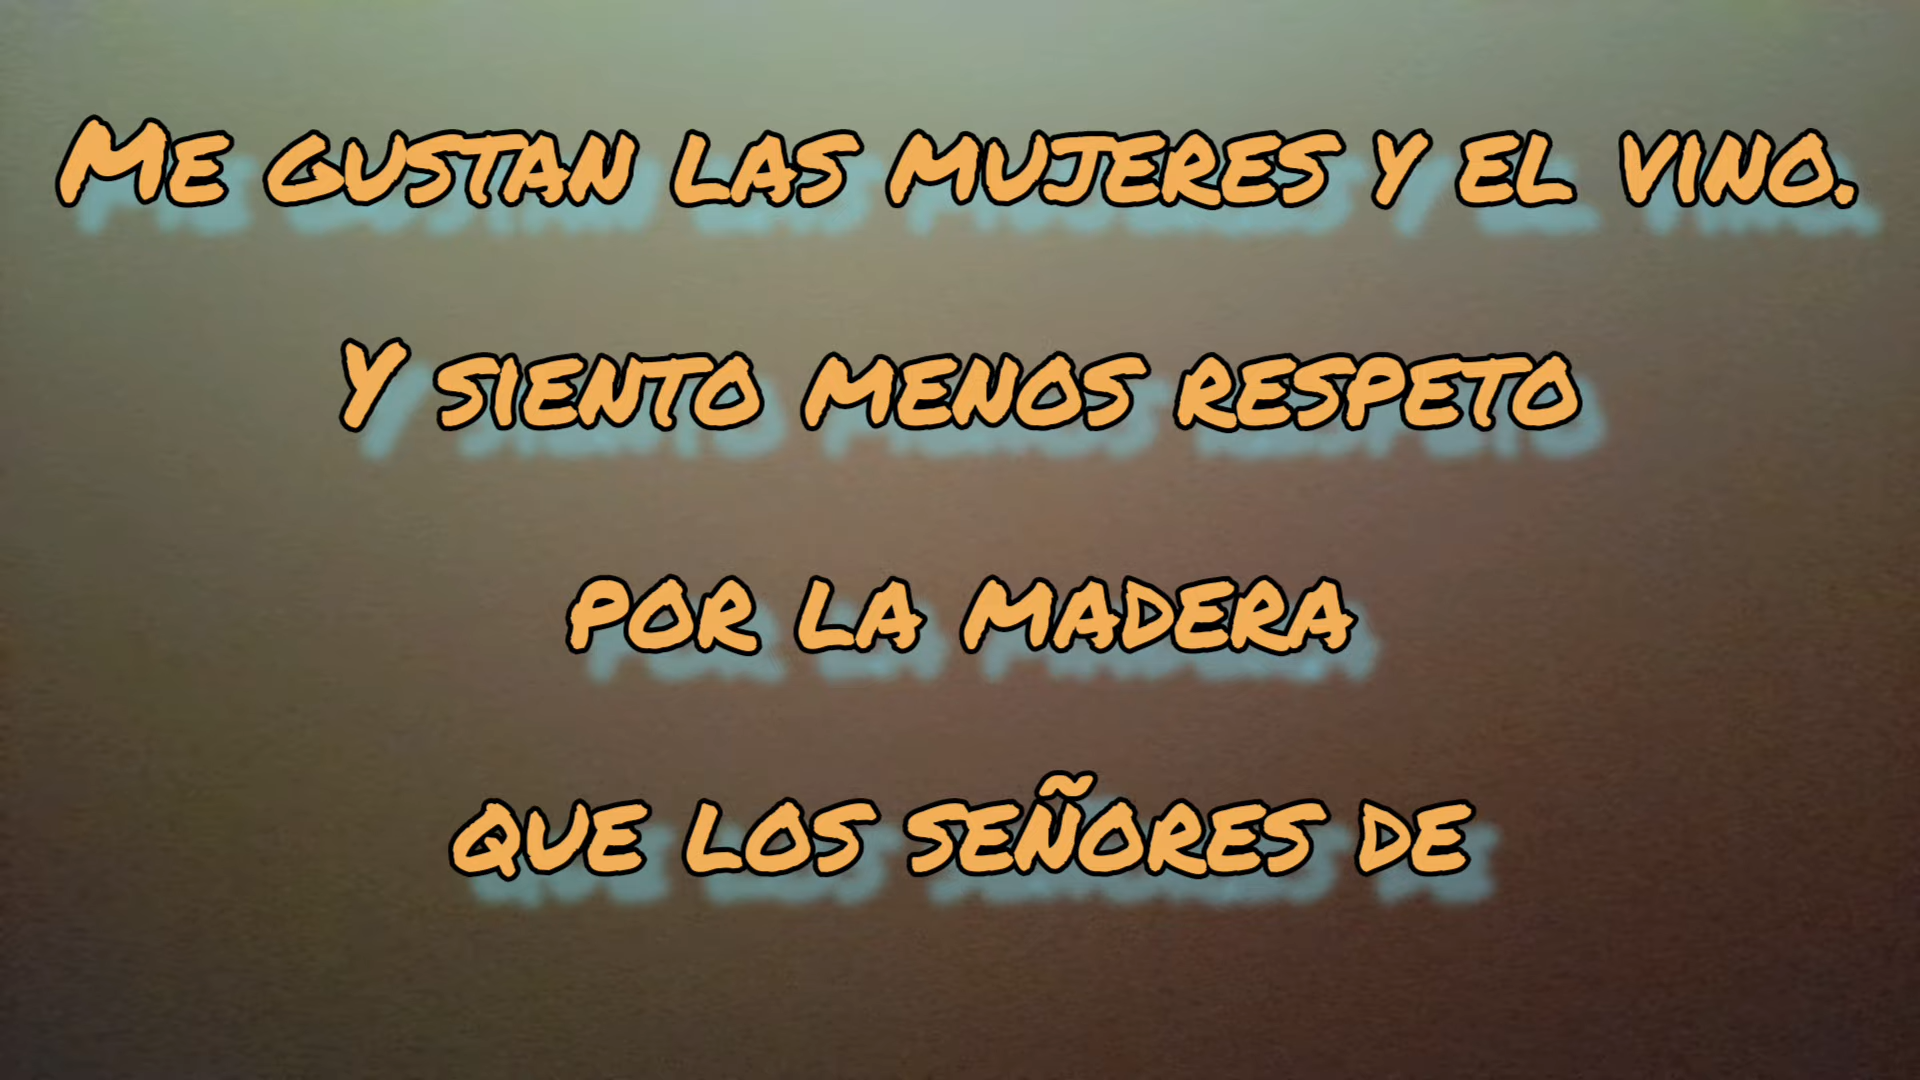 Me gustan las mujeres y el vino.
Y siento menos respeto
por la madera
que los señores de